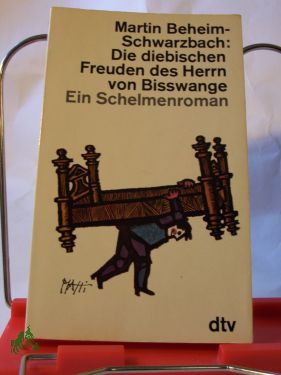 Martin Beheim-
Schwarzbach:
Die diebischen
Freuden des Herrn
von Bisswange
Ein Schelmenroman
dtv